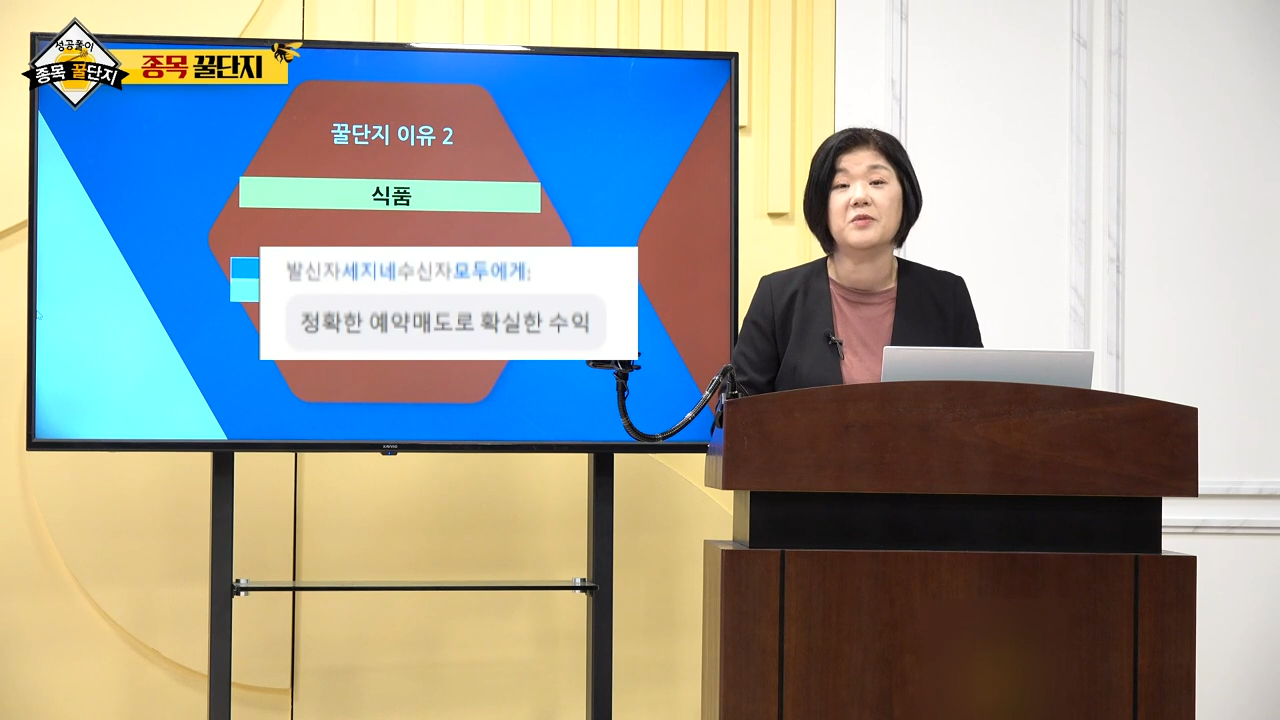 성공풀이
종목 꿀단지
종목 꿀단지
꿀단지 이유 2
식품
발신자세지네수신자모두에게:
정확한 예약매도로 확실한 수익